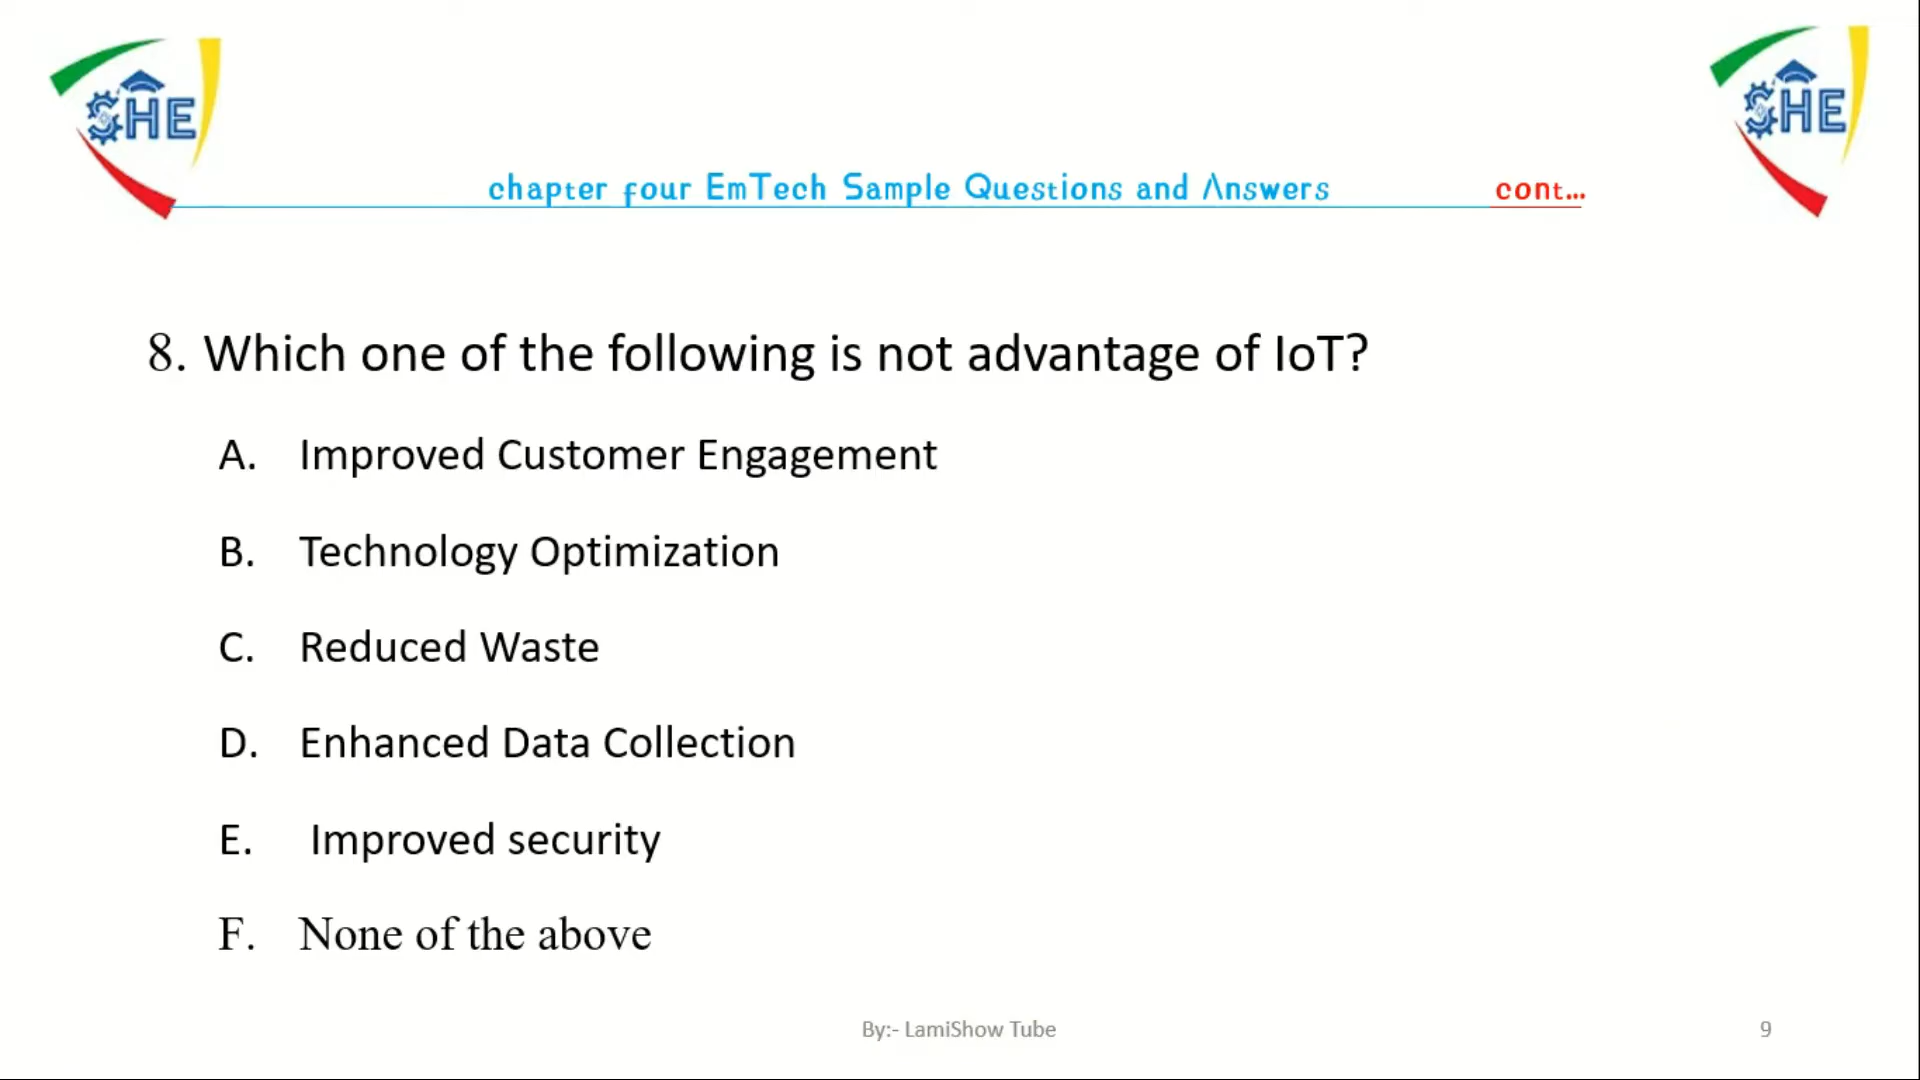 SHE
SHE
chapter four EmTech Sample Questions and Answers cont...
8. Which one of the following is not advantage of IoT?
A. Improved Customer Engagement
B. Technology Optimization
C. Reduced Waste
D. Enhanced Data Collection
E. Improved security
F. None of the above
By:- LamiShow Tube
9